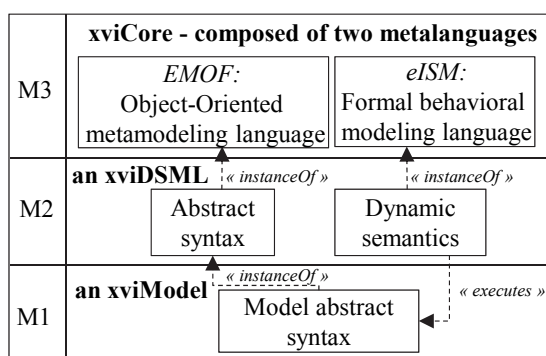 xviCore - composed of two metalanguages
M3
EMOF:
Object-Oriented
metamodeling language
eISM:
Formal behavioral
modeling language
an xviDSML
« instanceOf »
« instanceOf »
M2
Abstract
syntax
Dynamic
semantics
an xviModel
« instanceOf »
« executes »
M1
Model abstract
syntax